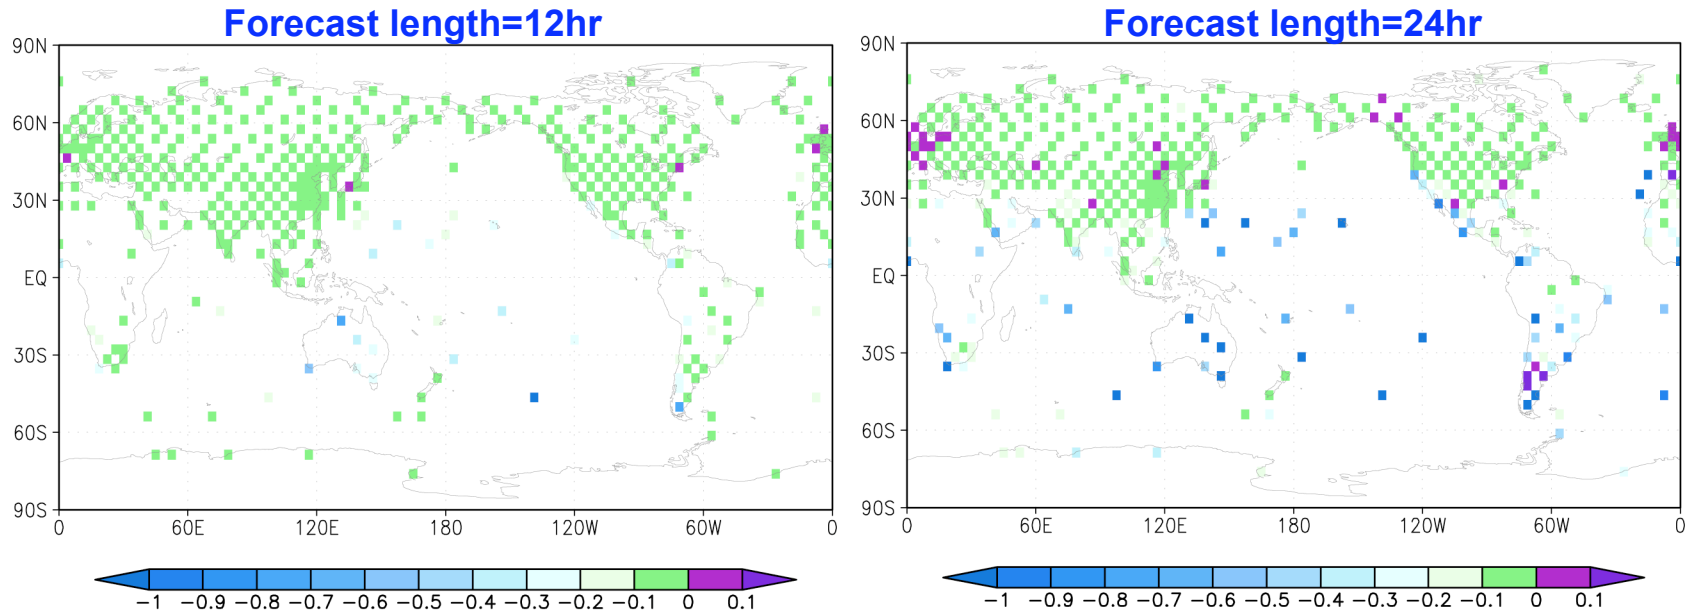 Forecast length=12hr
90N
60N
30N
EQ
30S
60S
90S
0 60E 120E 180 120W 60W 0
-1 -0.9 -0.8 -0.7 -0.6 -0.5 -0.4 -0.3 -0.2 -0.1 0 0.1
Forecast length=24hr
90N
60N
30N
EQ
30S
60S
90S
0 60E 120E 180 120W 60W 0
-1 -0.9 -0.8 -0.7 -0.6 -0.5 -0.4 -0.3 -0.2 -0.1 0 0.1